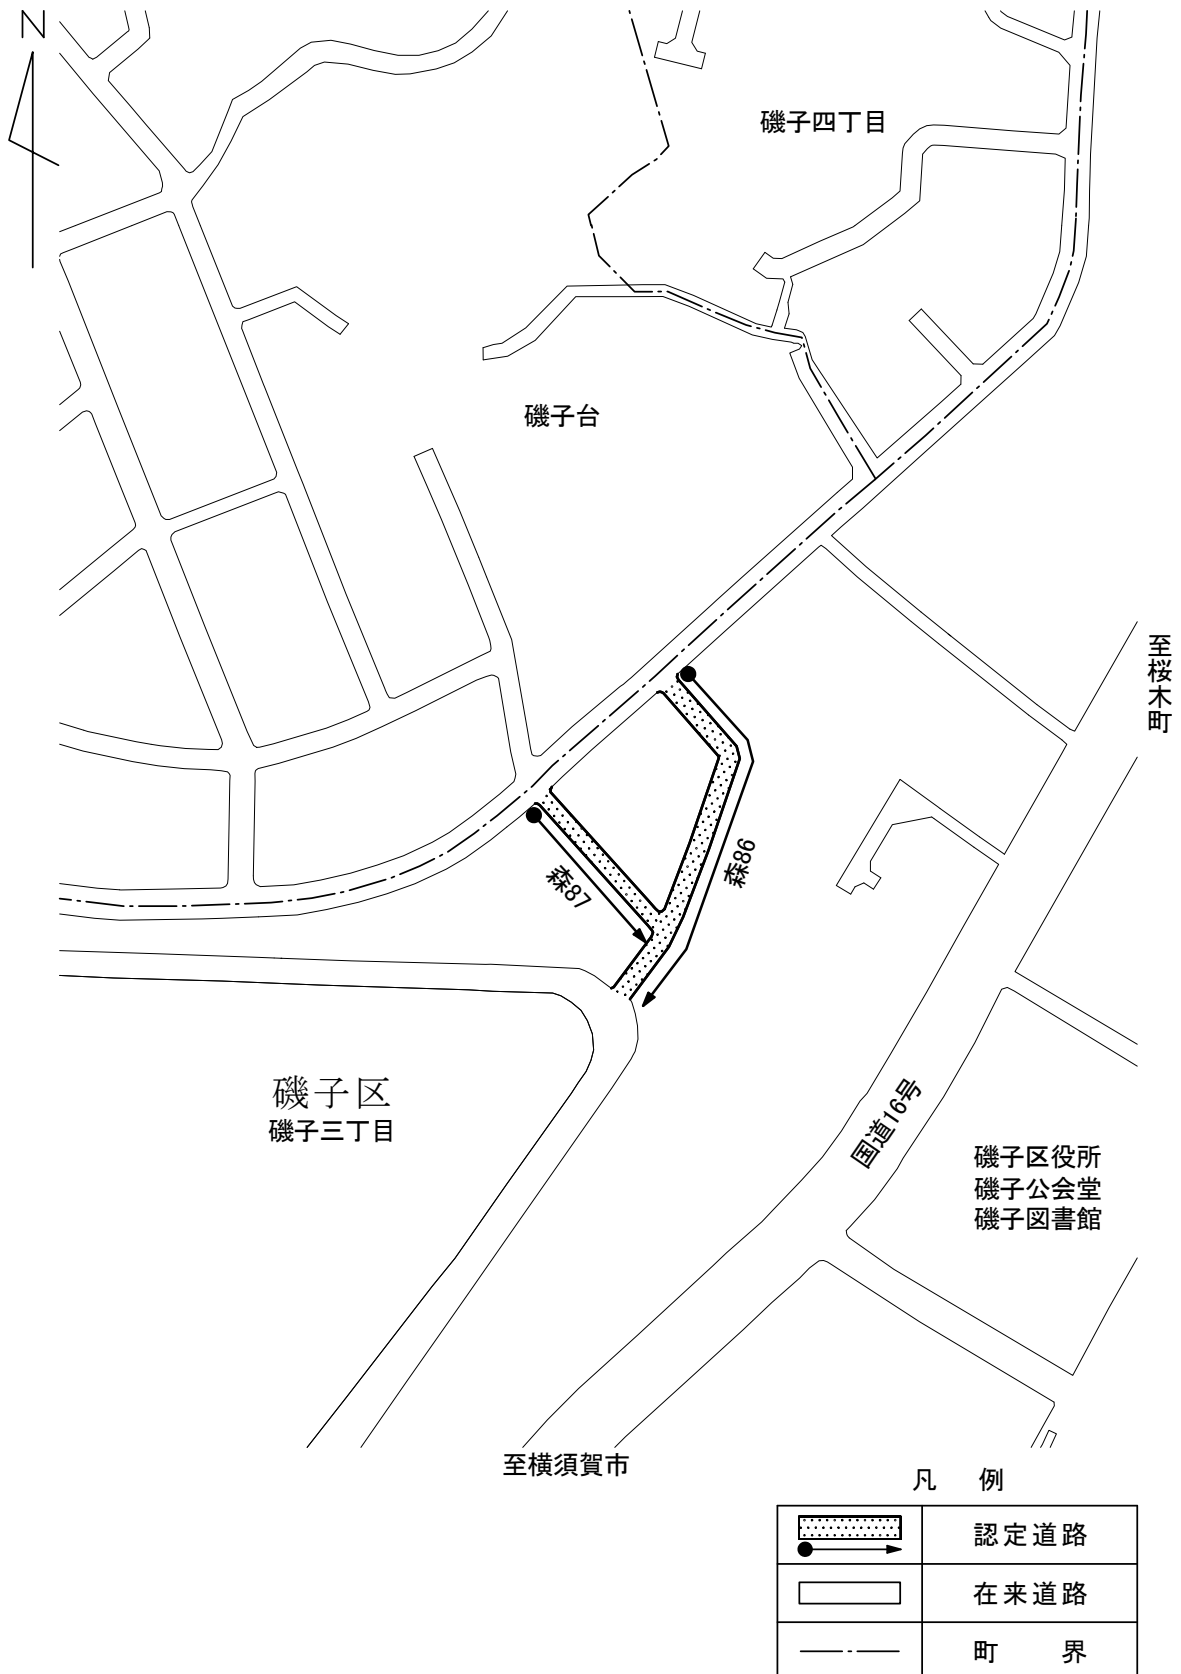 N
磯子四丁目
磯子台
至桜木町
森86
森87
磯子区
磯子三丁目
国道16号
磯子区役所
磯子公会堂
磯子図書館
至横須賀市
凡 例
認定道路
在来道路
町 界